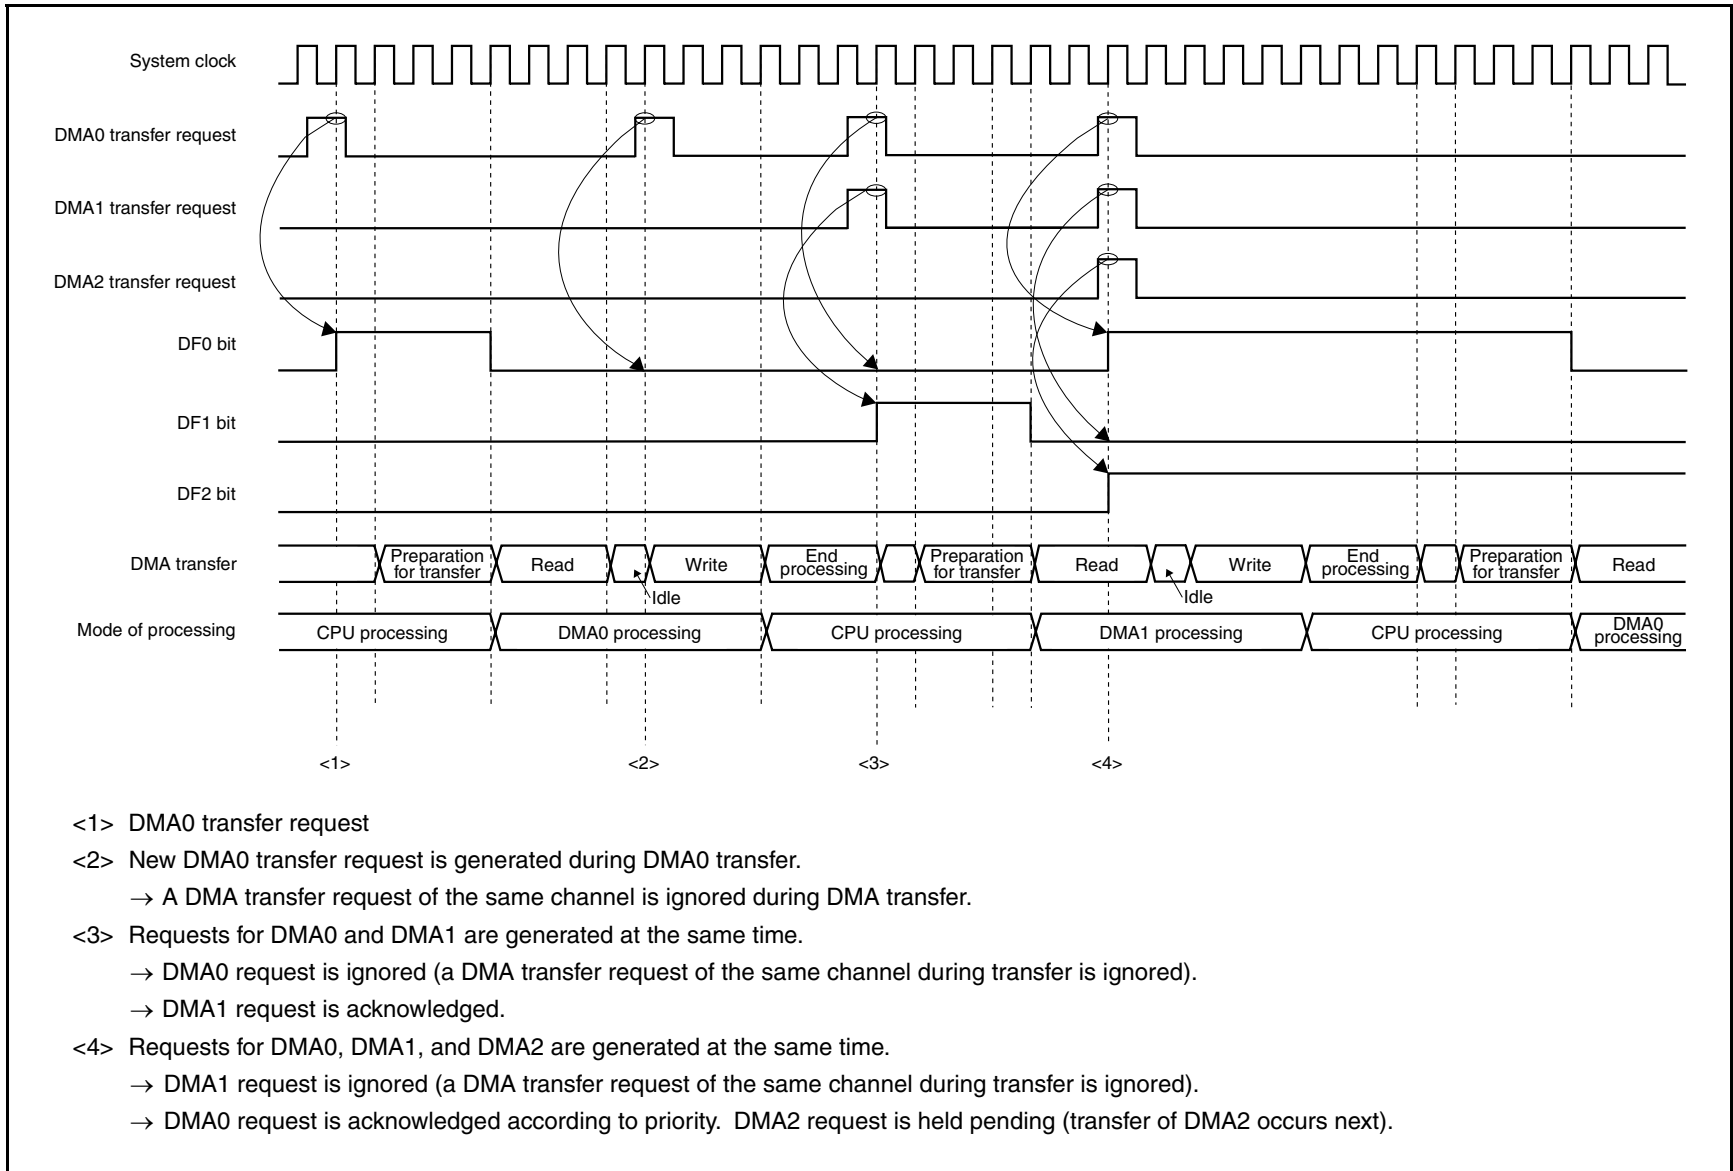 System clock
DMA0 transfer request
DMA1 transfer request
DMA2 transfer request
DF0 bit
DF1 bit
DF2 bit
DMA transfer
Preparation
for transfer
Read
Write
End
processing
Preparation
for transfer
Read
Write
End
processing
Preparation
for transfer
Read
Idle
Idle
Mode of processing
CPU processing
DMA0 processing
CPU processing
DMA1 processing
CPU processing
DMA0
processing
<1>
<2>
<3>
<4>
<1> DMA0 transfer request
<2> New DMA0 transfer request is generated during DMA0 transfer.
→ A DMA transfer request of the same channel is ignored during DMA transfer.
<3> Requests for DMA0 and DMA1 are generated at the same time.
→ DMA0 request is ignored (a DMA transfer request of the same channel during transfer is ignored).
→ DMA1 request is acknowledged.
<4> Requests for DMA0, DMA1, and DMA2 are generated at the same time.
→ DMA1 request is ignored (a DMA transfer request of the same channel during transfer is ignored).
→ DMA0 request is acknowledged according to priority. DMA2 request is held pending (transfer of DMA2 occurs next).